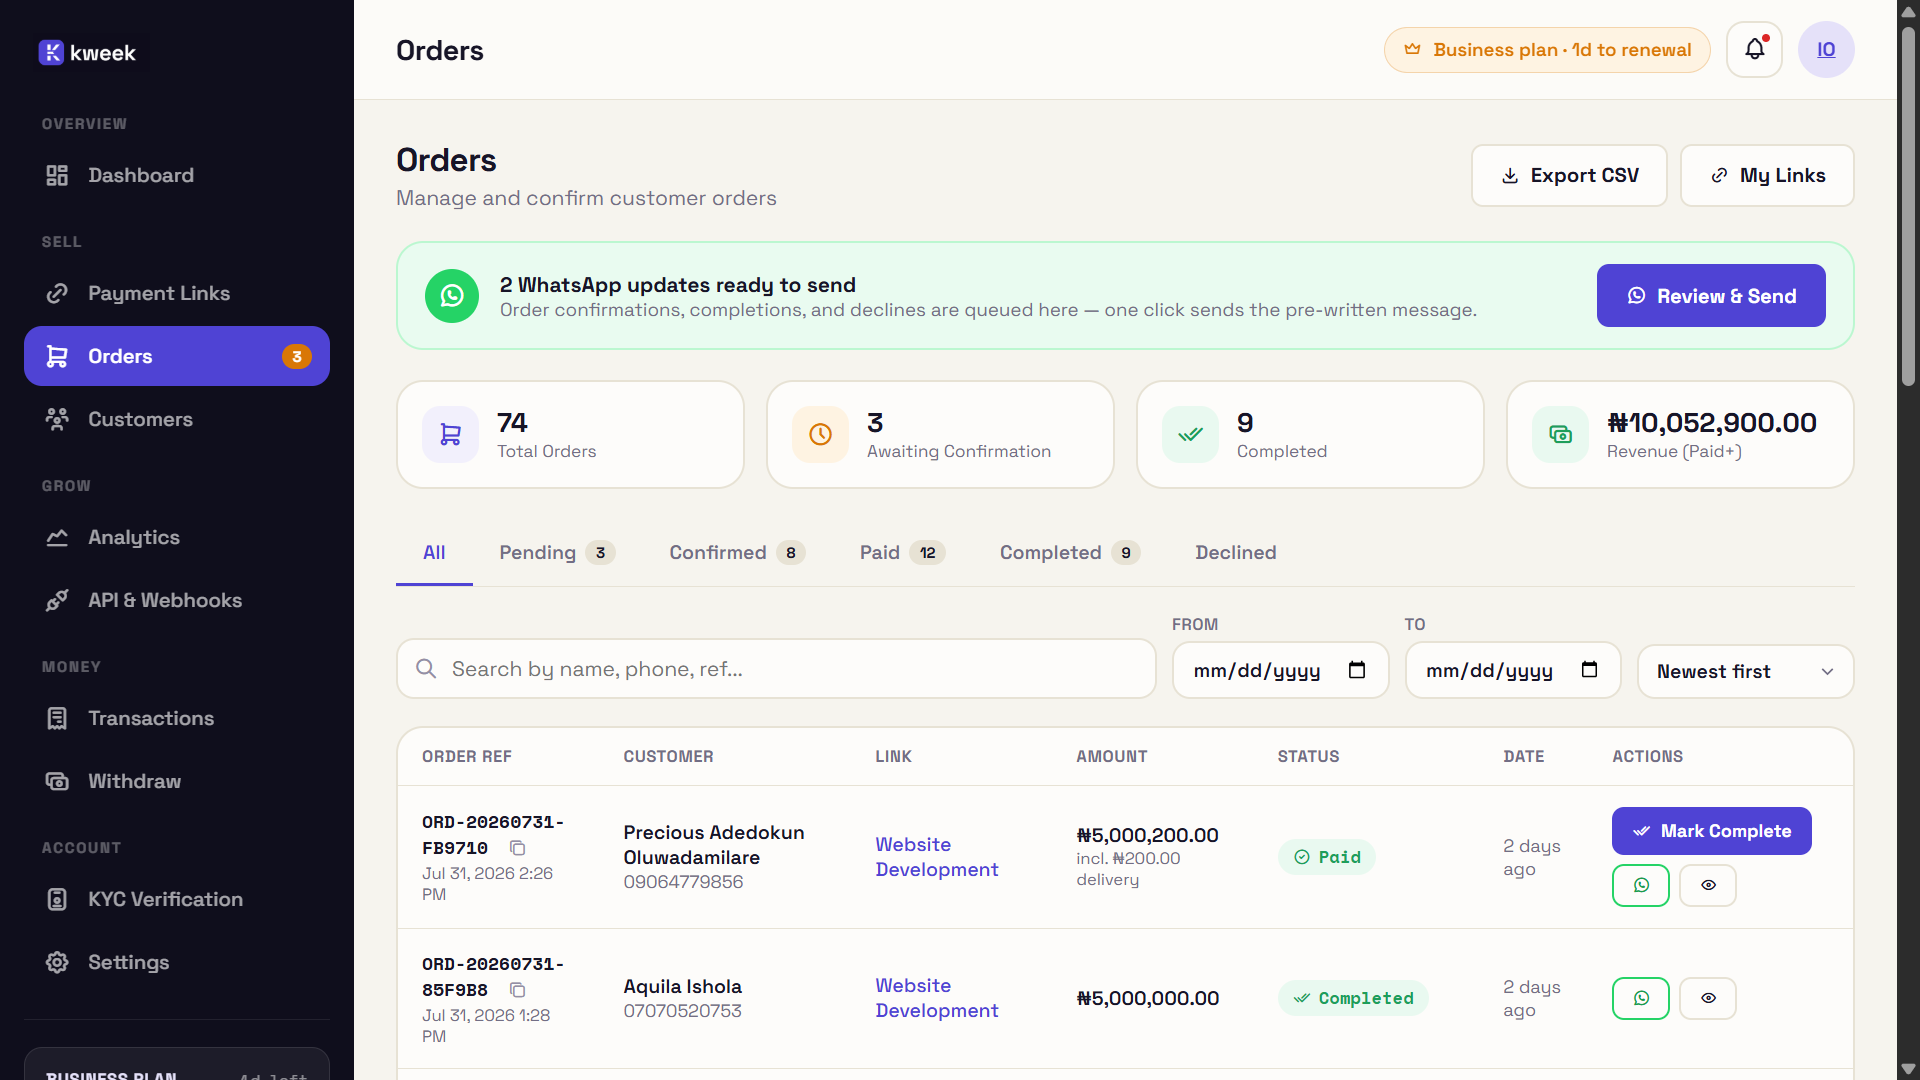 kweek
OVERVIEW
Dashboard
SELL
Payment Links
Orders 3
Customers
GROW
Analytics
API & Webhooks
MONEY
Transactions
Withdraw
ACCOUNT
KYC Verification
Settings
BUSINESS PLAN
Orders
Business plan · 1d to renewal
IO
Orders
Manage and confirm customer orders
Export CSV
My Links
2 WhatsApp updates ready to send
Order confirmations, completions, and declines are queued here — one click sends the pre-written message.
Review & Send
74
Total Orders
3
Awaiting Confirmation
9
Completed
₦10,052,900.00
Revenue (Paid+)
All Pending 3 Confirmed 8 Paid 12 Completed 9 Declined
FROM TO
Search by name, phone, ref... mm/dd/yyyy mm/dd/yyyy Newest first
ORDER REF CUSTOMER LINK AMOUNT STATUS DATE ACTIONS
ORD-20260731-
FB9710
Jul 31, 2026 2:26
PM
Precious Adedokun
Oluwadamilare
09064779856
Website
Development
₦5,000,200.00
incl. ₦200.00
delivery
Paid
2 days
ago
Mark Complete
ORD-20260731-
85F9B8
Jul 31, 2026 1:28
PM
Aquila Ishola
07070520753
Website
Development
₦5,000,000.00
Completed
2 days
ago